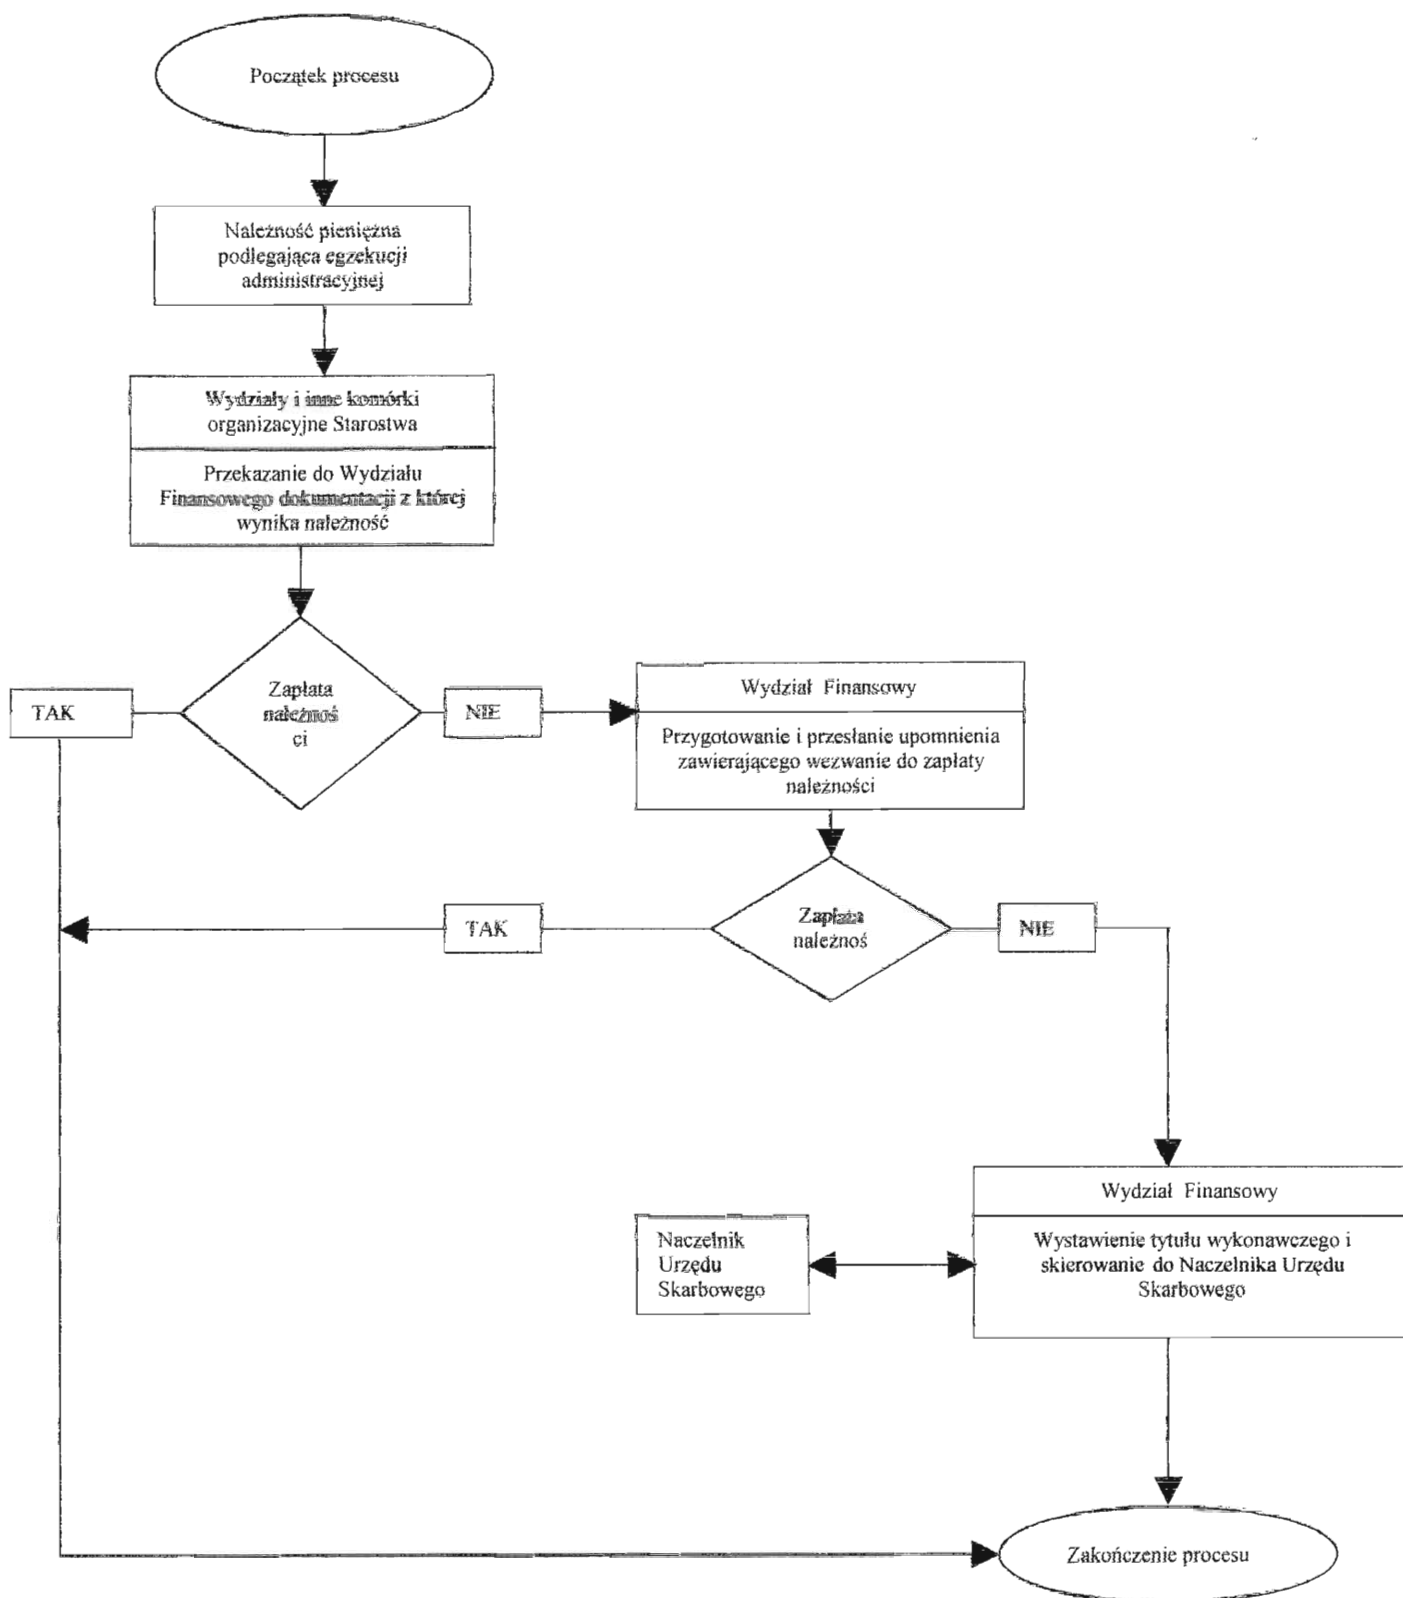 Początek procesu
Należność pieniężna
podlegająca egzekucji
administracyjnej
Wydziały i inne komórki
organizacyjne Starostwa
Przekazanie do Wydziału
Finansowego dokumentacji z której
wynika należność
Zapłata
należnoś
ci
TAK
NIE
Wydział Finansowy
Przygotowanie i przesłanie upomnienia
zawierającego wezwanie do zapłaty
należności
Zapłata
należnoś
TAK
NIE
Wydział Finansowy
Wystawienie tytułu wykonawczego i
skierowanie do Naczelnika Urzędu
Skarbowego
Naczelnik
Urzędu
Skarbowego
Zakończenie procesu